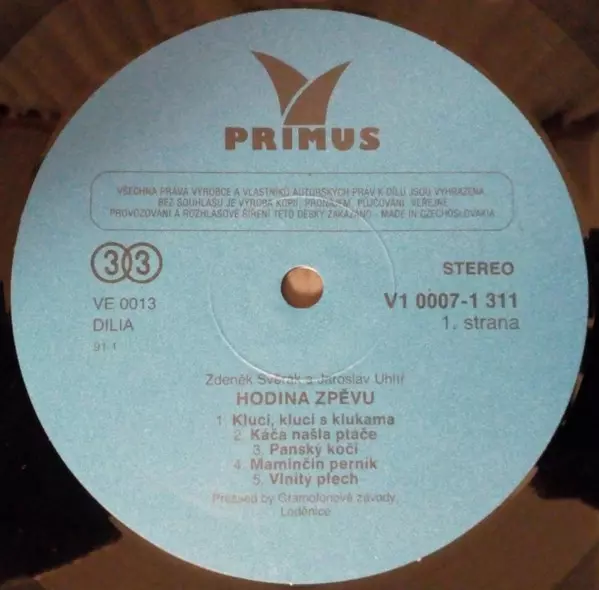 PRIMUS
VŠECHNA PRÁVA VÝROBCE A VLASTNÍKŮ AUTORSKÝCH PRÁV K DÍLU JSOU VYHRAZENA.
BEZ SOUHLASU JE VÝROBA KOPIÍ, PRONÁJEM, PŮJČOVÁNÍ, VEŘEJNÉ
PROVOZOVÁNÍ A ROZHLASOVÉ ŠÍŘENÍ TÉTO DESKY ZAKÁZÁNO - MADE IN CZECHOSLOVAKIA
33
STEREO
VE 0013
V1 0007-1 311
DILIA
1. strana
91 1
Zdeněk Svěrák a Jaroslav Uhlíř
HODINA ZPĚVU
1. Kluci, kluci s klukama
2. Káča našla ptáče
3. Panský kočí
4. Maminčin perník
5. Vlnitý plech
Pressed by Gramofonové závody,
Loděnice